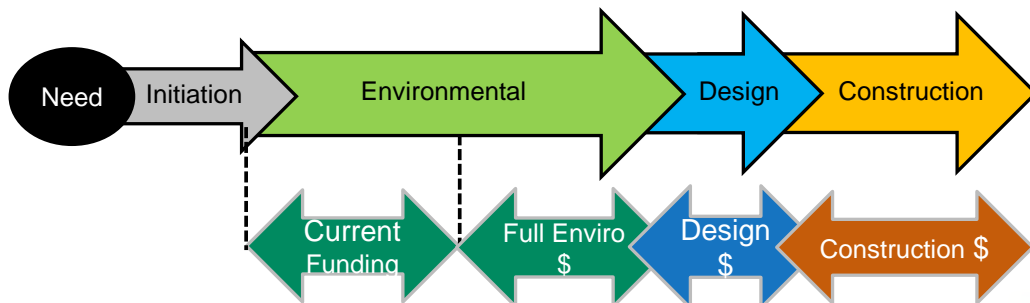 Need
Initiation
Environmental
Design
Construction
Current
Funding
Full Enviro
$
Design
$
Construction $